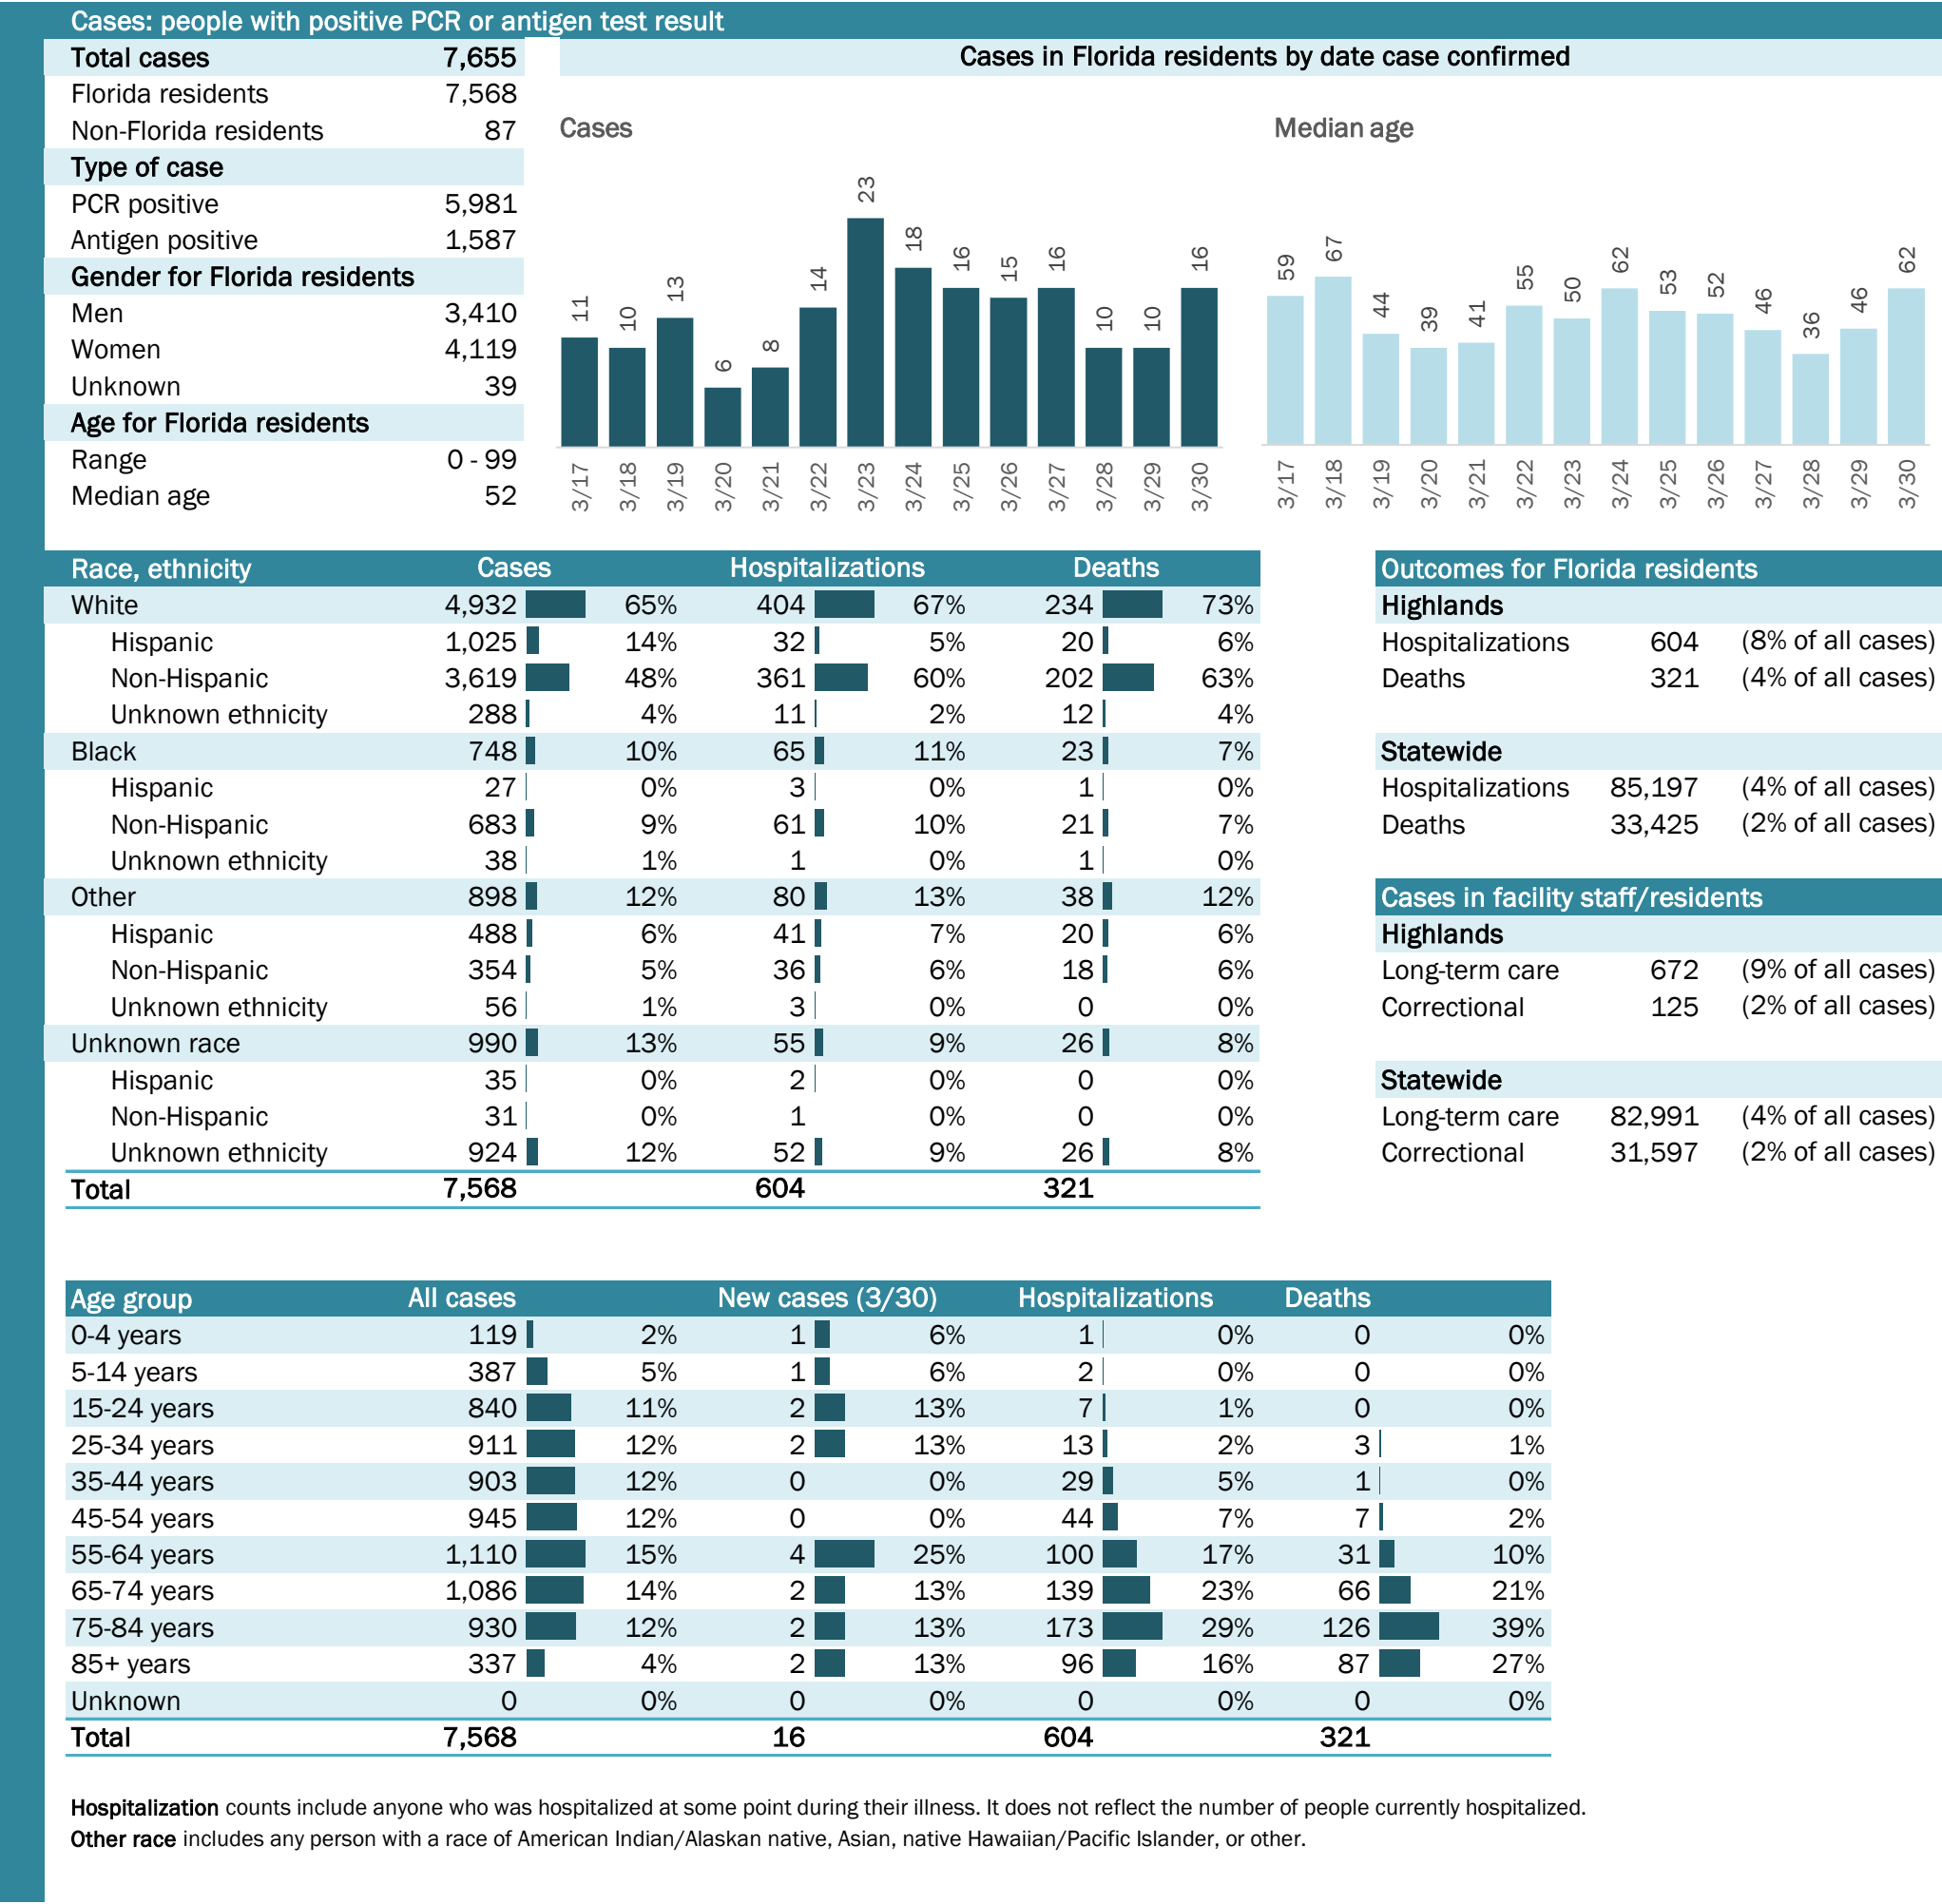 Cases: people with positive PCR or antigen test result
Total cases 7,655
Florida residents 7,568
Non-Florida residents 87
Type of case
PCR positive 5,981
Antigen positive 1,587
Gender for Florida residents
Men 3,410
Women 4,119
Unknown 39
Age for Florida residents
Range 0 - 99
Median age 52
Cases in Florida residents by date case confirmed
Cases
11 10 13 6 8 14 23 18 16 15 16 10 10 16
3/17 3/18 3/19 3/20 3/21 3/22 3/23 3/24 3/25 3/26 3/27 3/28 3/29 3/30
Median age
59 67 44 39 41 55 50 62 53 52 46 36 46 62
3/17 3/18 3/19 3/20 3/21 3/22 3/23 3/24 3/25 3/26 3/27 3/28 3/29 3/30
Race, ethnicity Cases Hospitalizations Deaths
White 4,932 65% 404 67% 234 73%
Hispanic 1,025 14% 32 5% 20 6%
Non-Hispanic 3,619 48% 361 60% 202 63%
Unknown ethnicity 288 4% 11 2% 12 4%
Black 748 10% 65 11% 23 7%
Hispanic 27 0% 3 0% 1 0%
Non-Hispanic 683 9% 61 10% 21 7%
Unknown ethnicity 38 1% 1 0% 1 0%
Other 898 12% 80 13% 38 12%
Hispanic 488 6% 41 7% 20 6%
Non-Hispanic 354 5% 36 6% 18 6%
Unknown ethnicity 56 1% 3 0% 0 0%
Unknown race 990 13% 55 9% 26 8%
Hispanic 35 0% 2 0% 0 0%
Non-Hispanic 31 0% 1 0% 0 0%
Unknown ethnicity 924 12% 52 9% 26 8%
Total 7,568 604 321
Outcomes for Florida residents
Highlands
Hospitalizations 604 (8% of all cases)
Deaths 321 (4% of all cases)
Statewide
Hospitalizations 85,197 (4% of all cases)
Deaths 33,425 (2% of all cases)
Cases in facility staff/residents
Highlands
Long-term care 672 (9% of all cases)
Correctional 125 (2% of all cases)
Statewide
Long-term care 82,991 (4% of all cases)
Correctional 31,597 (2% of all cases)
Age group All cases New cases (3/30) Hospitalizations Deaths
0-4 years 119 2% 1 6% 1 0% 0 0%
5-14 years 387 5% 1 6% 2 0% 0 0%
15-24 years 840 11% 2 13% 7 1% 0 0%
25-34 years 911 12% 2 13% 13 2% 3 1%
35-44 years 903 12% 0 0% 29 5% 1 0%
45-54 years 945 12% 0 0% 44 7% 7 2%
55-64 years 1,110 15% 4 25% 100 17% 31 10%
65-74 years 1,086 14% 2 13% 139 23% 66 21%
75-84 years 930 12% 2 13% 173 29% 126 39%
85+ years 337 4% 2 13% 96 16% 87 27%
Unknown 0 0% 0 0% 0 0% 0 0%
Total 7,568 16 604 321
Hospitalization counts include anyone who was hospitalized at some point during their illness. It does not reflect the number of people currently hospitalized.
Other race includes any person with a race of American Indian/Alaskan native, Asian, native Hawaiian/Pacific Islander, or other.